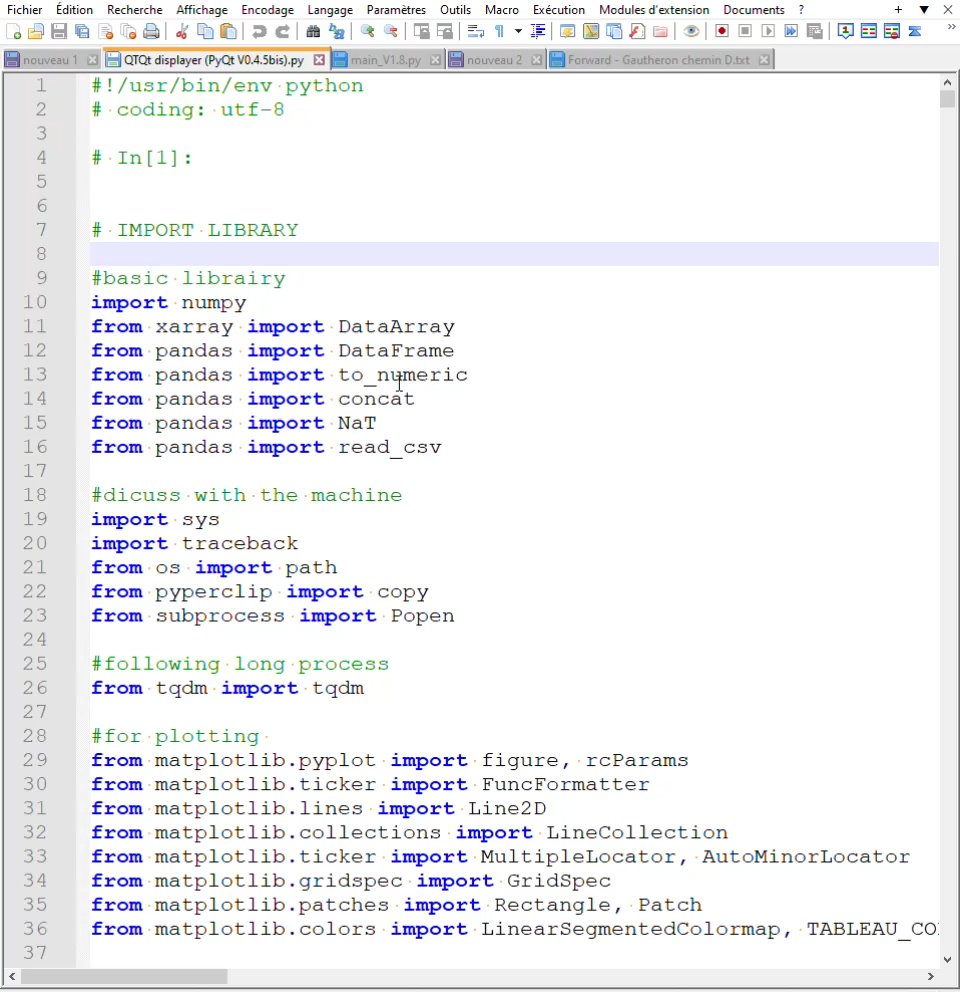 Fichier Édition Recherche Affichage Encodage Langage Paramètres Outils Macro Exécution Modules d'extension Documents ?
nouveau 1 QTQt displayer (PyQt V0.4.5bis).py main_V1.8.py nouveau 2 Forward - Gautheron chemin D.txt
1 #!/usr/bin/env python
2 # coding: utf-8
3
4 # In[1]:
5
6
7 # IMPORT LIBRARY
8
9 #basic librairy
10 import numpy
11 from xarray import DataArray
12 from pandas import DataFrame
13 from pandas import to_numeric
14 from pandas import concat
15 from pandas import NaT
16 from pandas import read_csv
17
18 #dicuss with the machine
19 import sys
20 import traceback
21 from os import path
22 from pyperclip import copy
23 from subprocess import Popen
24
25 #following long process
26 from tqdm import tqdm
27
28 #for plotting
29 from matplotlib.pyplot import figure, rcParams
30 from matplotlib.ticker import FuncFormatter
31 from matplotlib.lines import Line2D
32 from matplotlib.collections import LineCollection
33 from matplotlib.ticker import MultipleLocator, AutoMinorLocator
34 from matplotlib.gridspec import GridSpec
35 from matplotlib.patches import Rectangle, Patch
36 from matplotlib.colors import LinearSegmentedColormap, TABLEAU_CO
37